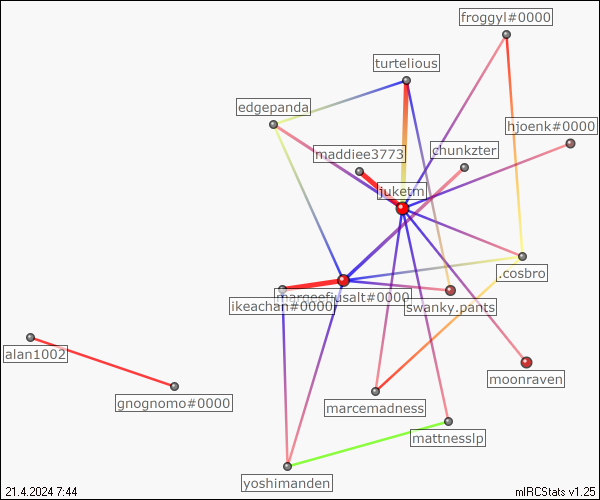 froggyl#0000
turtelious
edgepanda
hjoenk#0000
chunkzter
maddiee3773
juketm
.cosbro
margeefjusalt#0000
ikeachan#0000
swanky.pants
alan1002
moonraven
gnognomo#0000
marcemadness
mattnesslp
yoshimanden
21.4.2024 7:44
mIRCStats v1.25